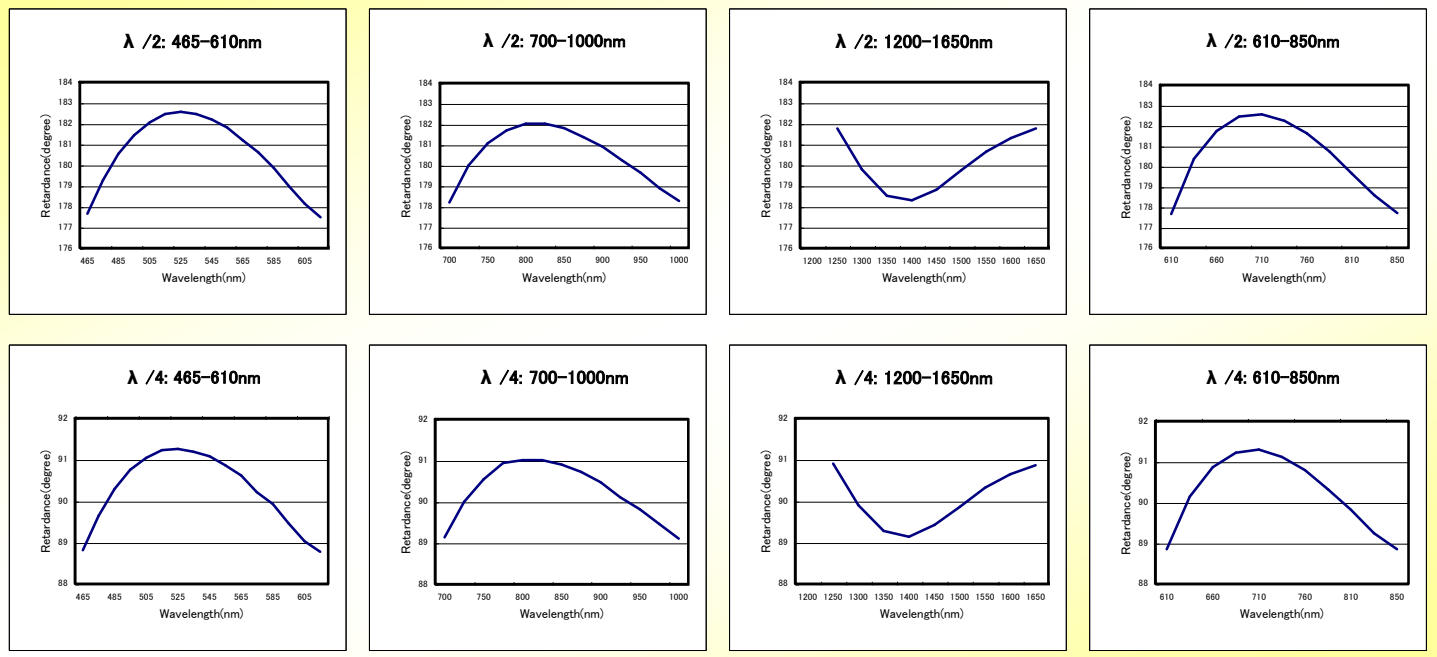 λ /2: 465-610nm
184
183
182
181
180
179
178
177
176
Retardance(degree)
465 485 505 525 545 565 585 605
Wavelength(nm)
λ /2: 700-1000nm
184
183
182
181
180
179
178
177
176
Retardance(degree)
700 750 800 850 900 950 1000
Wavelength(nm)
λ /2: 1200-1650nm
184
183
182
181
180
179
178
177
176
Retardance(degree)
1200 1250 1300 1350 1400 1450 1500 1550 1600 1650
Wavelength(nm)
λ /2: 610-850nm
184
183
182
181
180
179
178
177
176
Retardance(degree)
610 660 710 760 810 850
Wavelength(nm)
λ /4: 465-610nm
92
91
90
89
88
Retardance(degree)
465 485 505 525 545 565 585 605
Wavelength(nm)
λ /4: 700-1000nm
92
91
90
89
88
Retardance(degree)
700 750 800 850 900 950 1000
Wavelength(nm)
λ /4: 1200-1650nm
92
91
90
89
88
Retardance(degree)
1200 1250 1300 1350 1400 1450 1500 1550 1600 1650
Wavelength(nm)
λ /4: 610-850nm
92
91
90
89
88
Retardance(degree)
610 660 710 760 810 850
Wavelength(nm)